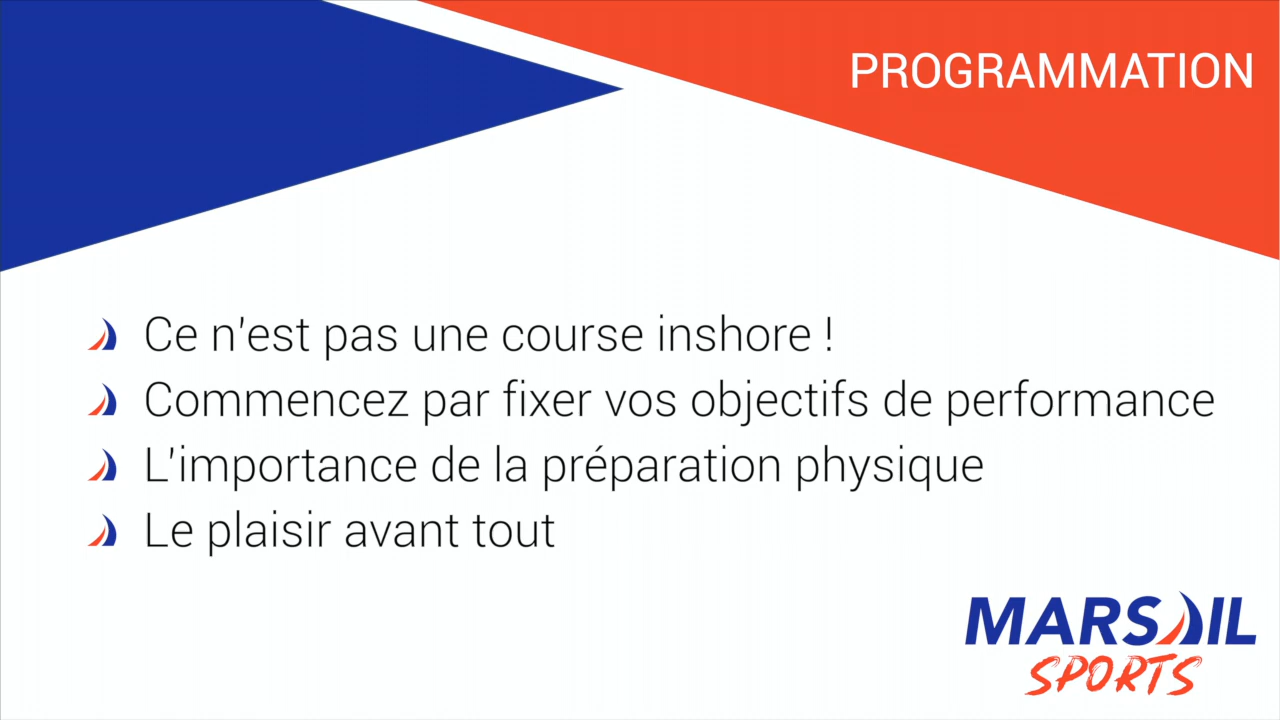 PROGRAMMATION
Ce n'est pas une course inshore !
Commencez par fixer vos objectifs de performance
L'importance de la préparation physique
Le plaisir avant tout
MARSAIL
SPORTS